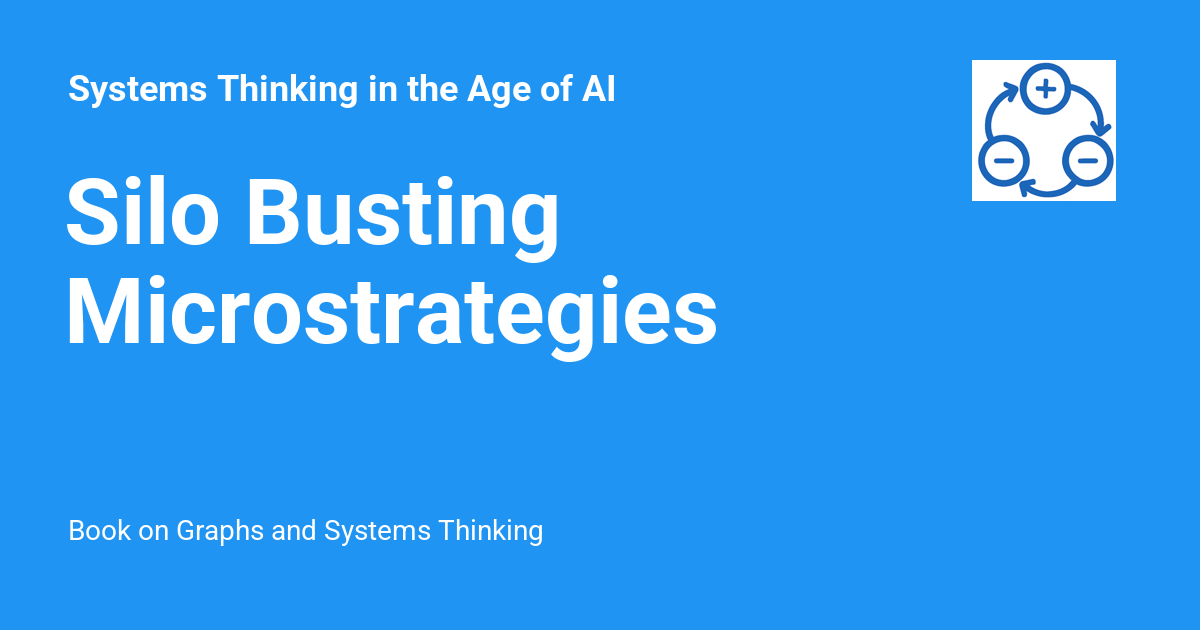 Systems Thinking in the Age of AI
Silo Busting
Microstrategies
Book on Graphs and Systems Thinking